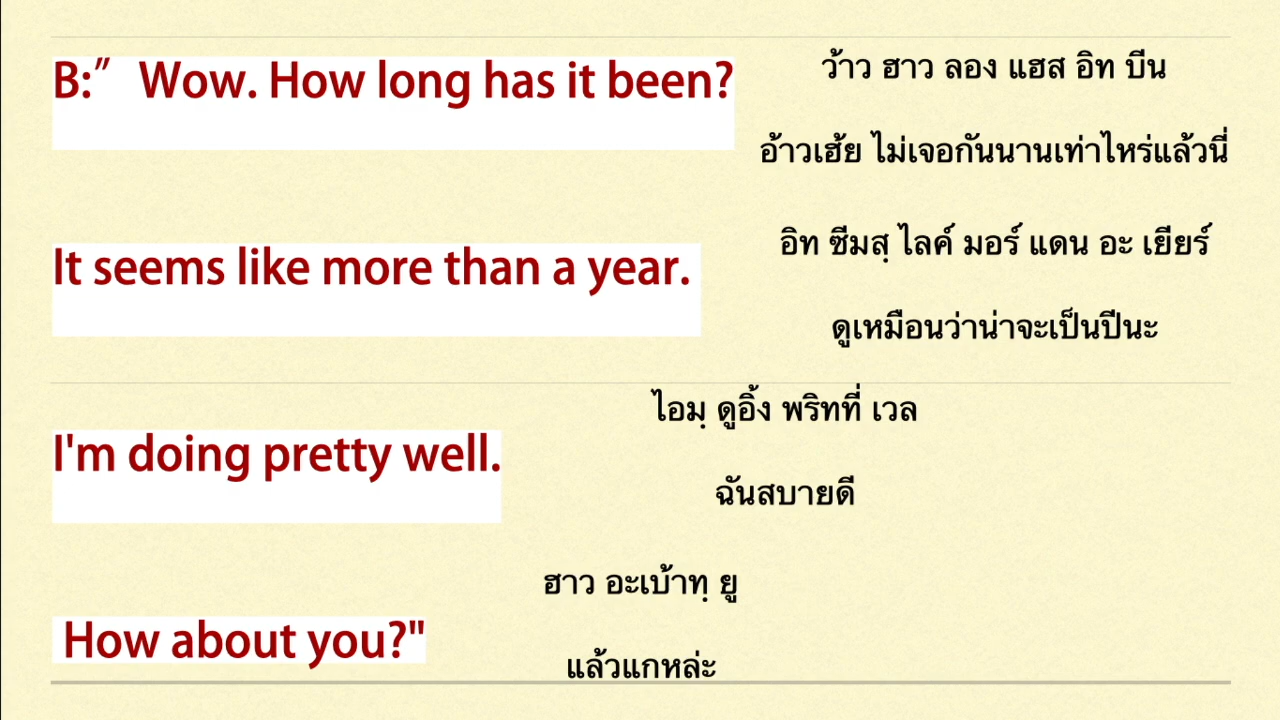 B:” Wow. How long has it been?
ว้าว ฮาว ลอง แฮส อิท บีน
อ้าวเฮ้ย ไม่เจอกันนานเท่าไหร่แล้วนี่
It seems like more than a year.
อิท ซีมสฺ ไลค์ มอร์ แดน อะ เยียร์
ดูเหมือนว่าน่าจะเป็นปีนะ
I'm doing pretty well.
ไอมฺ ดูอิ้ง พริทที่ เวล
ฉันสบายดี
How about you?"
ฮาว อะเบ้าทฺ ยู
แล้วแกหล่ะ